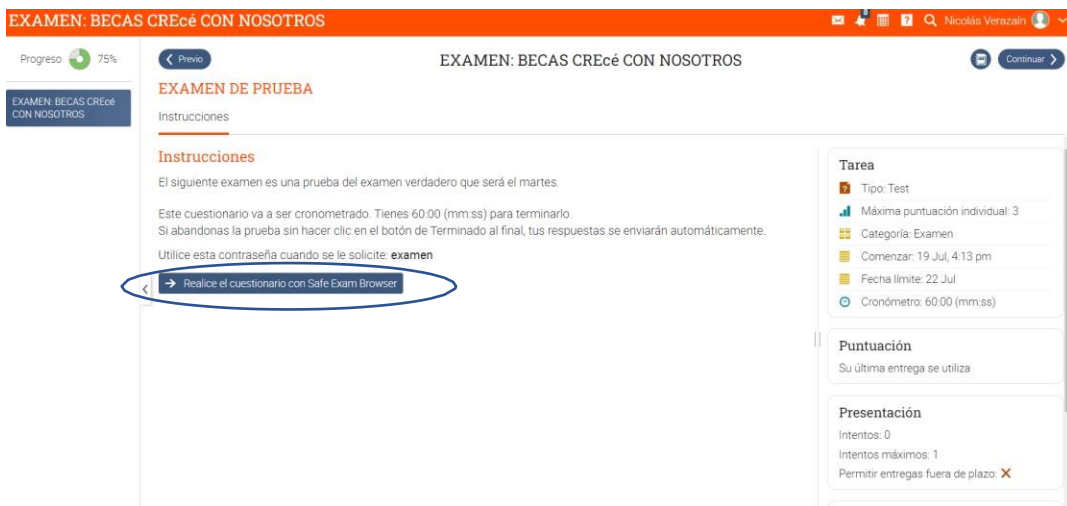 EXAMEN: BECAS CREcé CON NOSOTROS
8
Nicolás Verazaín
Progreso 75%
Previo
EXAMEN: BECAS CREcé CON NOSOTROS
Continuar
EXAMEN: BECAS CREcé
CON NOSOTROS
EXAMEN DE PRUEBA
Instrucciones
Instrucciones
El siguiente examen es una prueba del examen verdadero que será el martes.
Este cuestionario va a ser cronometrado. Tienes 60:00 (mm:ss) para terminarlo.
Si abandonas la prueba sin hacer clic en el botón de Terminado al final, tus respuestas se enviarán automáticamente.
Utilice esta contraseña cuando se le solicite: examen
Realice el cuestionario con Safe Exam Browser
Tarea
Tipo: Test
Máxima puntuación individual: 3
Categoría: Examen
Comenzar: 19 Jul, 4:13 pm
Fecha límite: 22 Jul
Cronómetro: 60:00 (mm:ss)
Puntuación
Su última entrega se utiliza
Presentación
Intentos: 0
Intentos máximos: 1
Permitir entregas fuera de plazo: